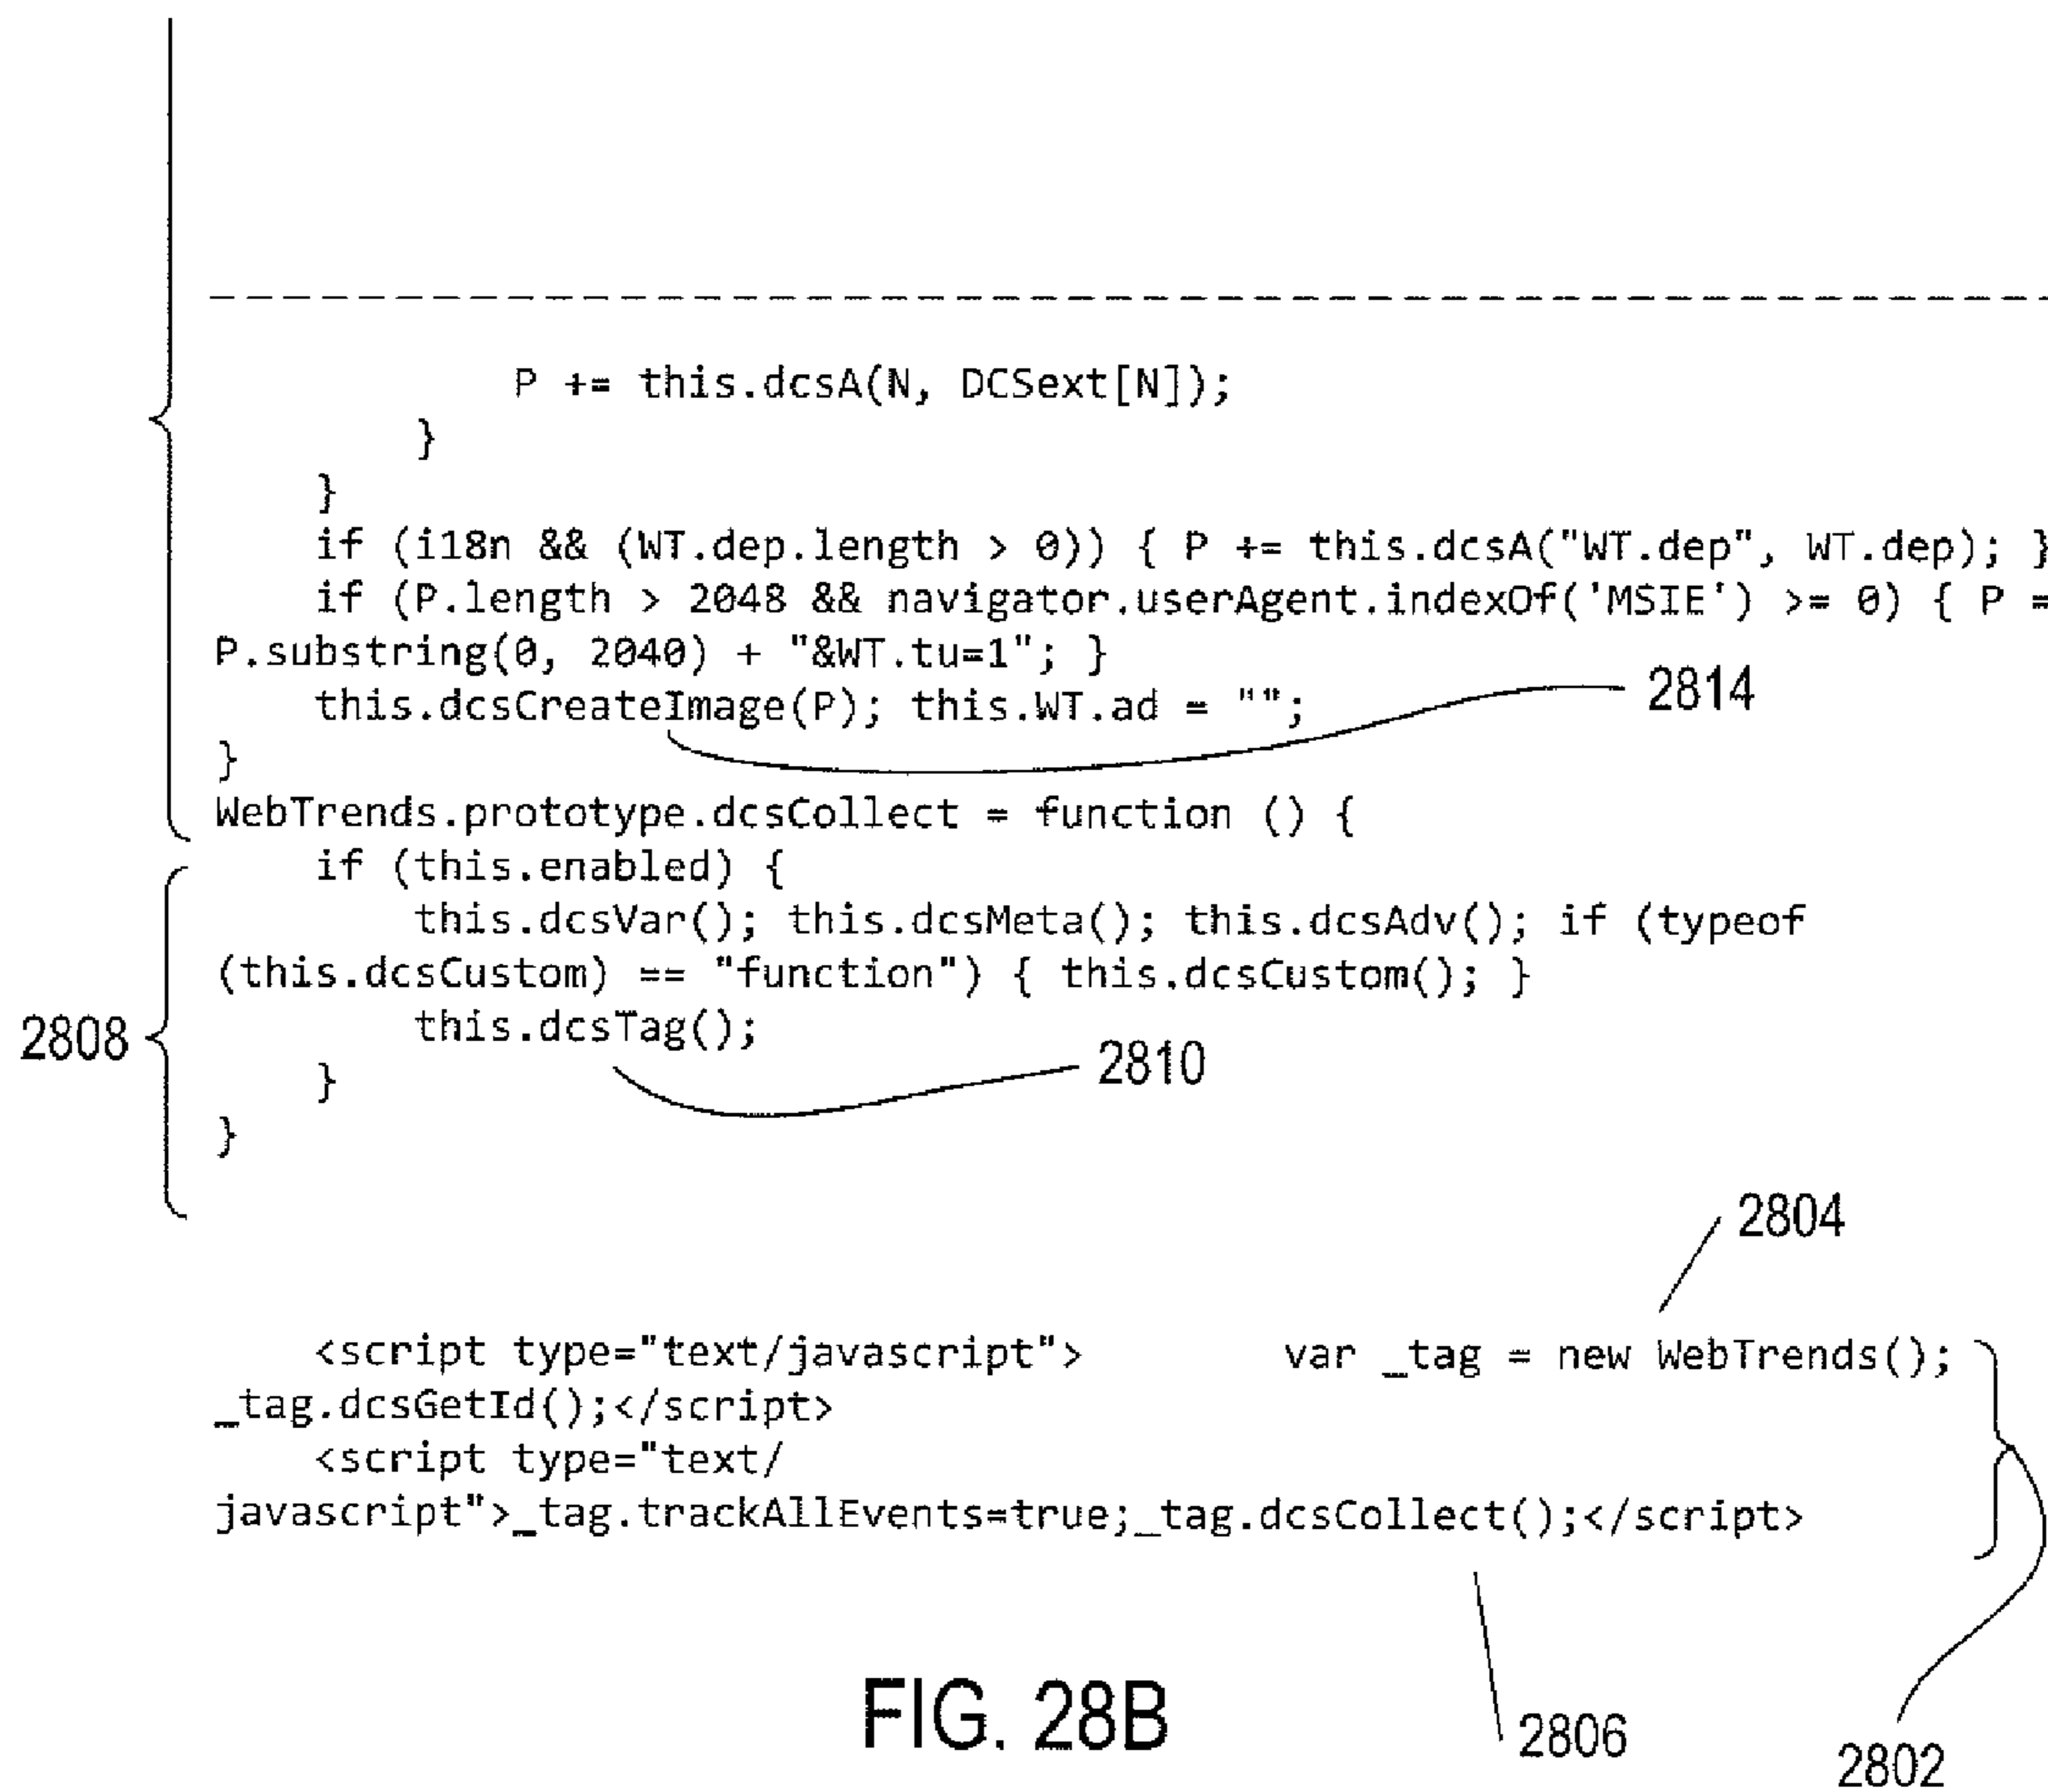 P += this.dcsA(N, DCSext[N]);
}
}
if (i18n && (WT.dep.length > 0)) { P += this.dcsA("WT.dep", WT.dep); }
if (P.length > 2048 && navigator.userAgent.indexOf('MSIE') >= 0) { P =
P.substring(0, 2040) + "&WT.tu=1"; }
this.dcsCreateImage(P); this.WT.ad = "";
2814
}
WebTrends.prototype.dcsCollect = function () {
if (this.enabled) {
this.dcsVar(); this.dcsMeta(); this.dcsAdv(); if (typeof
(this.dcsCustom) == "function") { this.dcsCustom(); }
this.dcsTag();
2808
2810
}
}
2804
<script type="text/javascript"> var _tag = new WebTrends();
_tag.dcsGetId();</script>
<script type="text/
javascript">_tag.trackAllEvents=true;_tag.dcsCollect();</script>
FIG. 28B
2806
2802